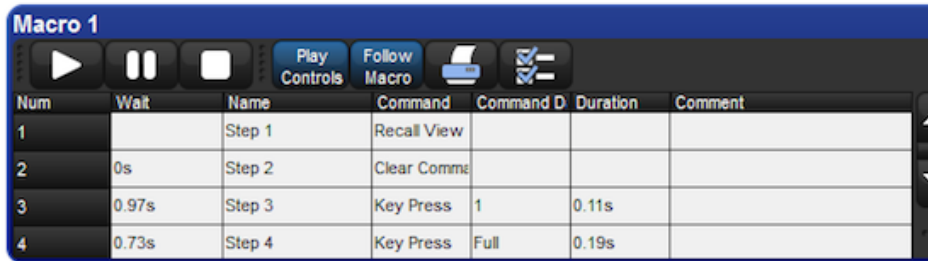 Macro 1
Play Controls Follow Macro
Num Wait Name Command Command D Duration Comment
1 Step 1 Recall View
2 0s Step 2 Clear Comma
3 0.97s Step 3 Key Press 1 0.11s
4 0.73s Step 4 Key Press Full 0.19s